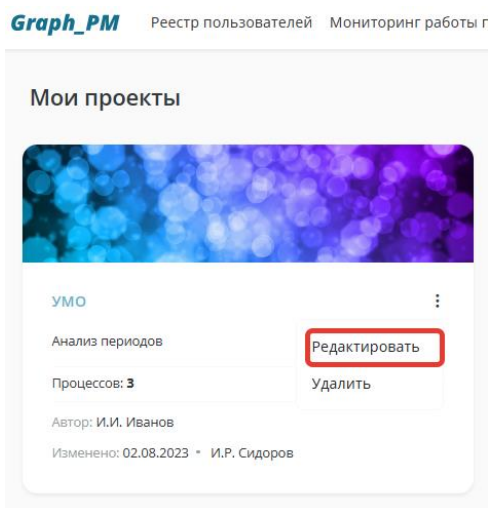 Graph_PM Реестр пользователей Мониторинг работы
Мои проекты
УМО
Анализ периодов
Редактировать
Процессов: 3
Удалить
Автор: И.И. Иванов
Изменено: 02.08.2023 • И.Р. Сидоров